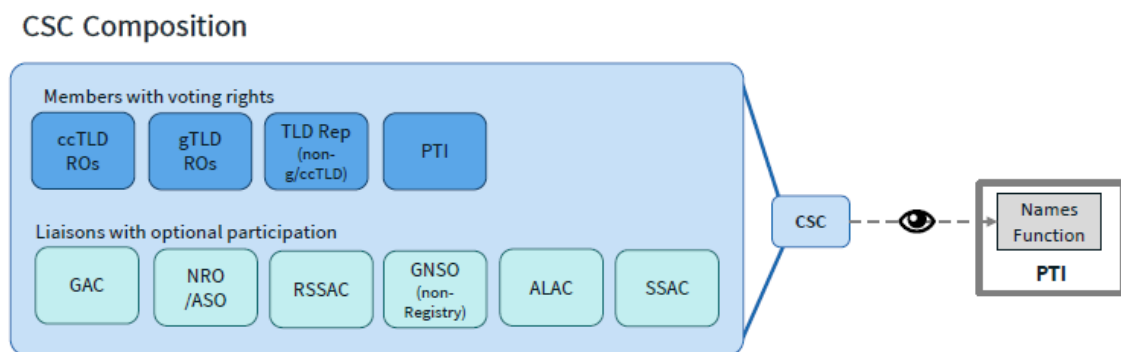 CSC Composition
Members with voting rights
ccTLD
ROs
gTLD
ROs
TLD Rep
(non-
g/ccTLD)
PTI
Liaisons with optional participation
GAC
NRO
/ASO
RSSAC
GNSO
(non-
Registry)
ALAC
SSAC
CSC
Names
Function
PTI